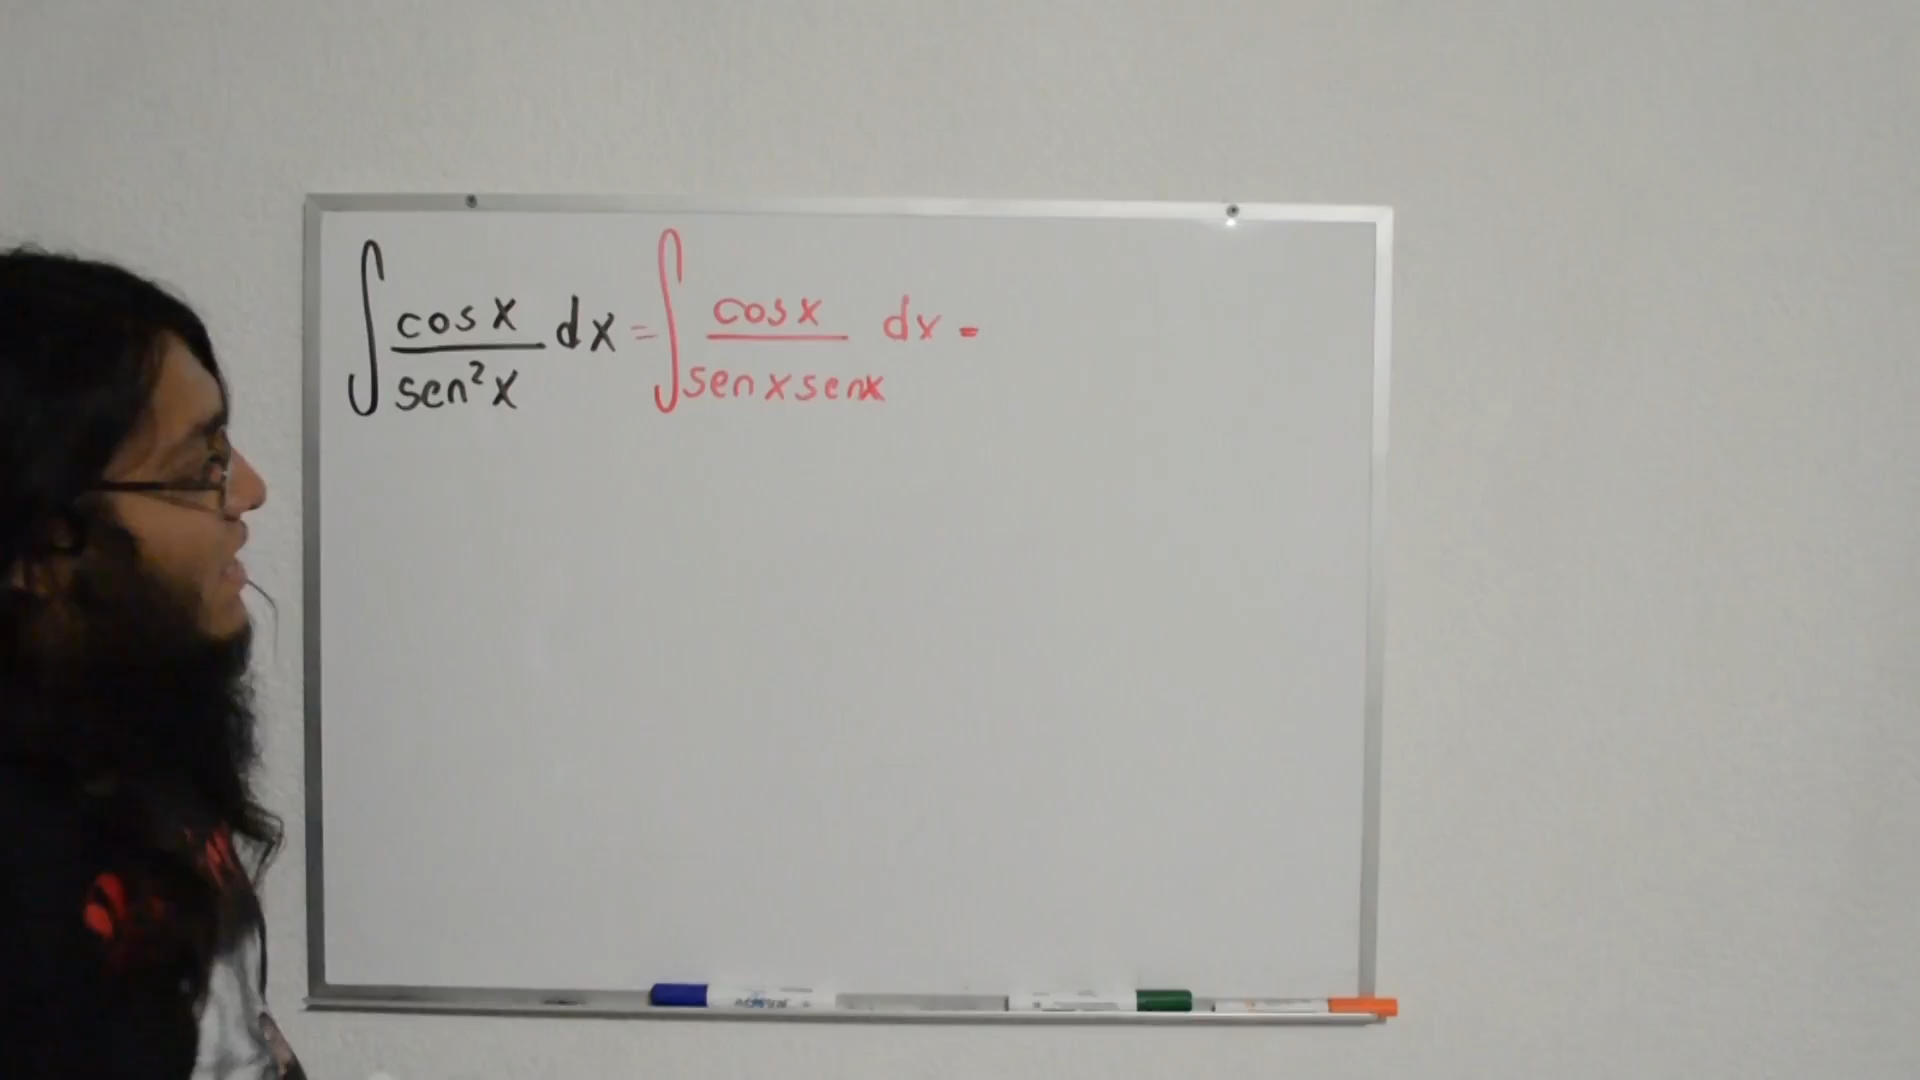 ∫ cos x / sen²x dx = ∫ cos x / sen x sen x dx =